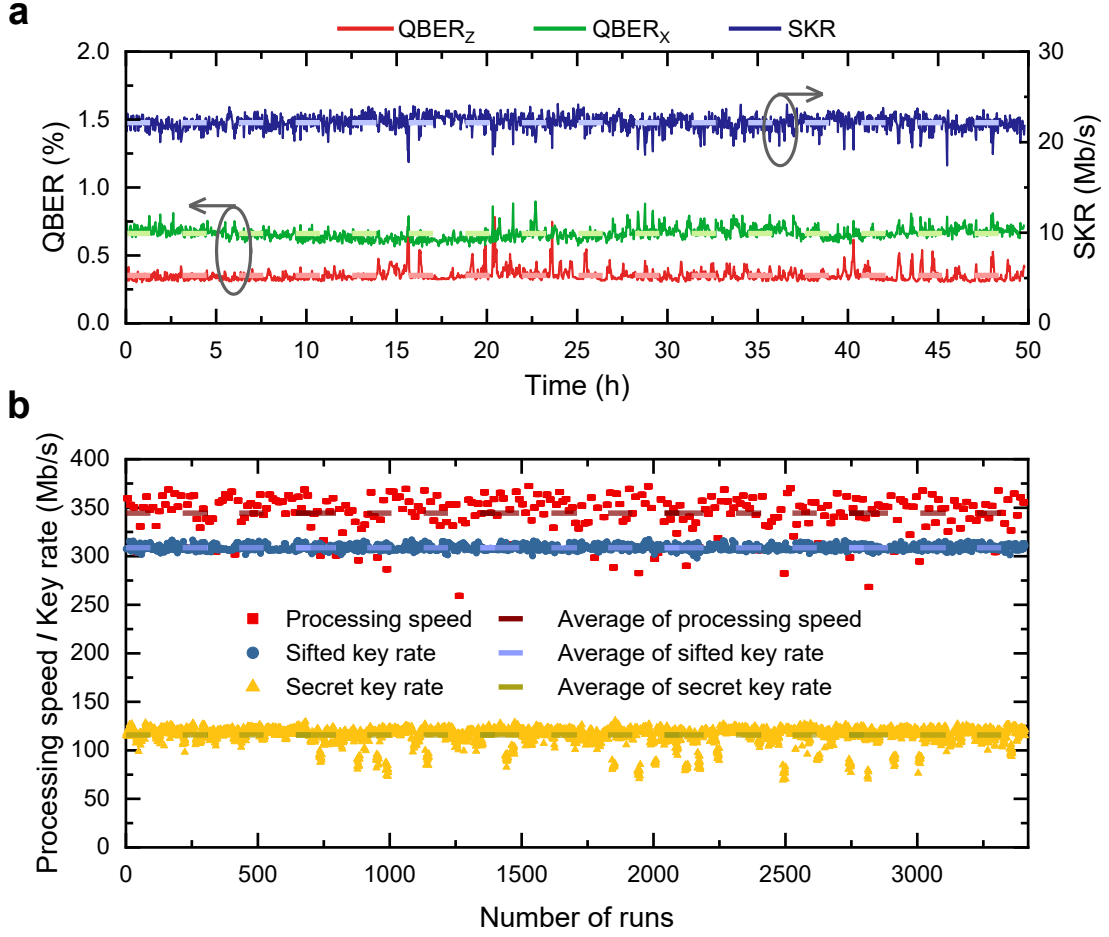 a
QBER_Z QBER_X SKR
2.0 30
1.5 20
1.0
0.5 10
0.0 0
QBER (%)
SKR (Mb/s)
0 5 10 15 20 25 30 35 40 45 50
Time (h)
b
Processing speed / Key rate (Mb/s)
400
350
300
250
200
150
100
50
0
Processing speed Average of processing speed
Sifted key rate Average of sifted key rate
Secret key rate Average of secret key rate
0 500 1000 1500 2000 2500 3000
Number of runs